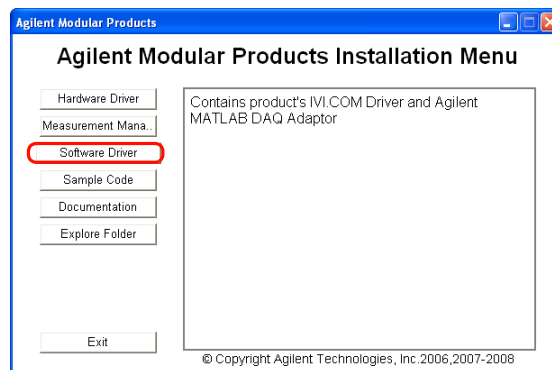 Agilent Modular Products
Agilent Modular Products Installation Menu
Hardware Driver
Measurement Mana..
Software Driver
Sample Code
Documentation
Explore Folder
Exit
Contains product's IVI.COM Driver and Agilent
MATLAB DAQ Adaptor
© Copyright Agilent Technologies, Inc.2006,2007-2008